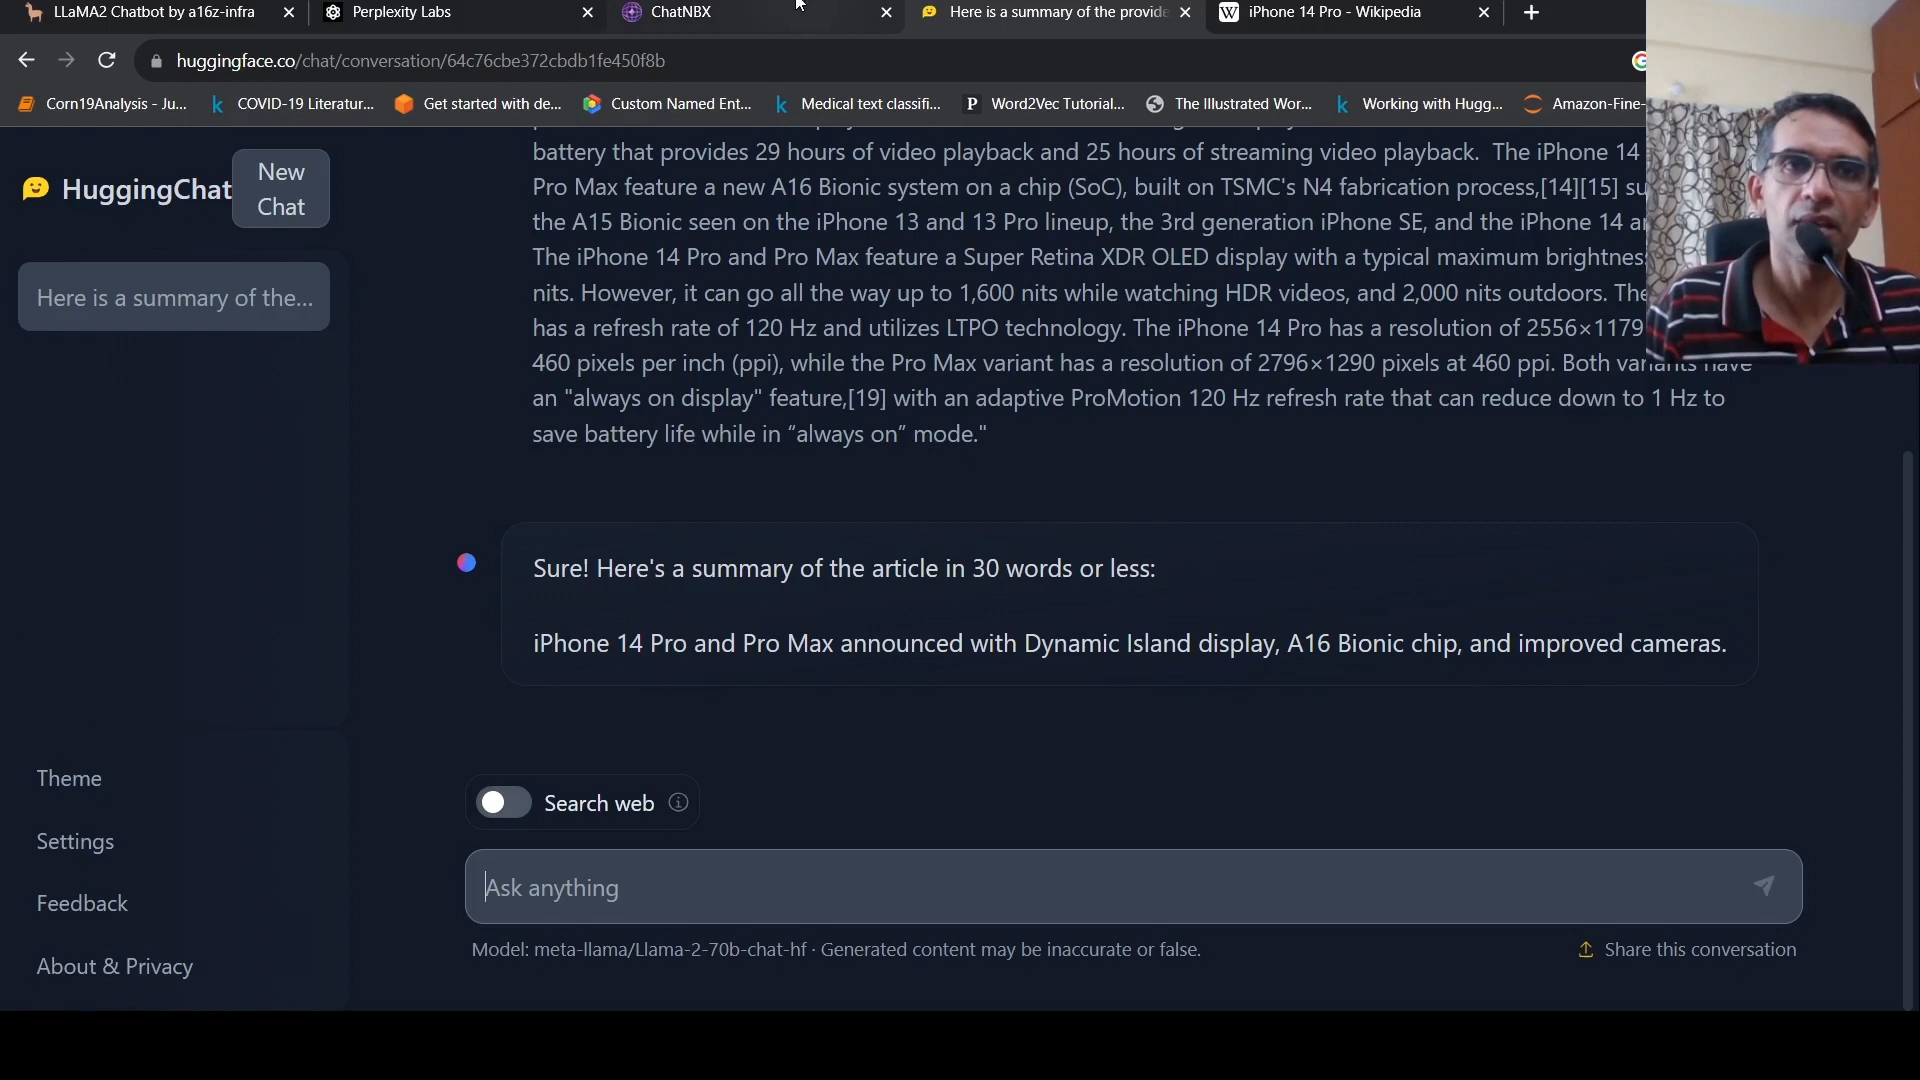 LLaMA2 Chatbot by a16z-infra
Perplexity Labs
ChatNBX
Here is a summary of the provide
iPhone 14 Pro - Wikipedia
huggingface.co/chat/conversation/64c76cbe372cbdb1fe450f8b
Corn19Analysis - Ju...
COVID-19 Literatur...
Get started with de...
Custom Named Ent...
Medical text classifi...
Word2Vec Tutorial...
The Illustrated Wor...
Working with Hugg...
Amazon-Fine-
HuggingChat
New
Chat
Here is a summary of the...
Theme
Settings
Feedback
About & Privacy
battery that provides 29 hours of video playback and 25 hours of streaming video playback. The iPhone 14
Pro Max feature a new A16 Bionic system on a chip (SoC), built on TSMC's N4 fabrication process,[14][15] su
the A15 Bionic seen on the iPhone 13 and 13 Pro lineup, the 3rd generation iPhone SE, and the iPhone 14 a
The iPhone 14 Pro and Pro Max feature a Super Retina XDR OLED display with a typical maximum brightness
nits. However, it can go all the way up to 1,600 nits while watching HDR videos, and 2,000 nits outdoors. The
has a refresh rate of 120 Hz and utilizes LTPO technology. The iPhone 14 Pro has a resolution of 2556×1179
460 pixels per inch (ppi), while the Pro Max variant has a resolution of 2796×1290 pixels at 460 ppi. Both variants have
an "always on display" feature,[19] with an adaptive ProMotion 120 Hz refresh rate that can reduce down to 1 Hz to
save battery life while in “always on” mode."
Sure! Here's a summary of the article in 30 words or less:
iPhone 14 Pro and Pro Max announced with Dynamic Island display, A16 Bionic chip, and improved cameras.
Search web
Ask anything
Model: meta-llama/Llama-2-70b-chat-hf · Generated content may be inaccurate or false.
Share this conversation